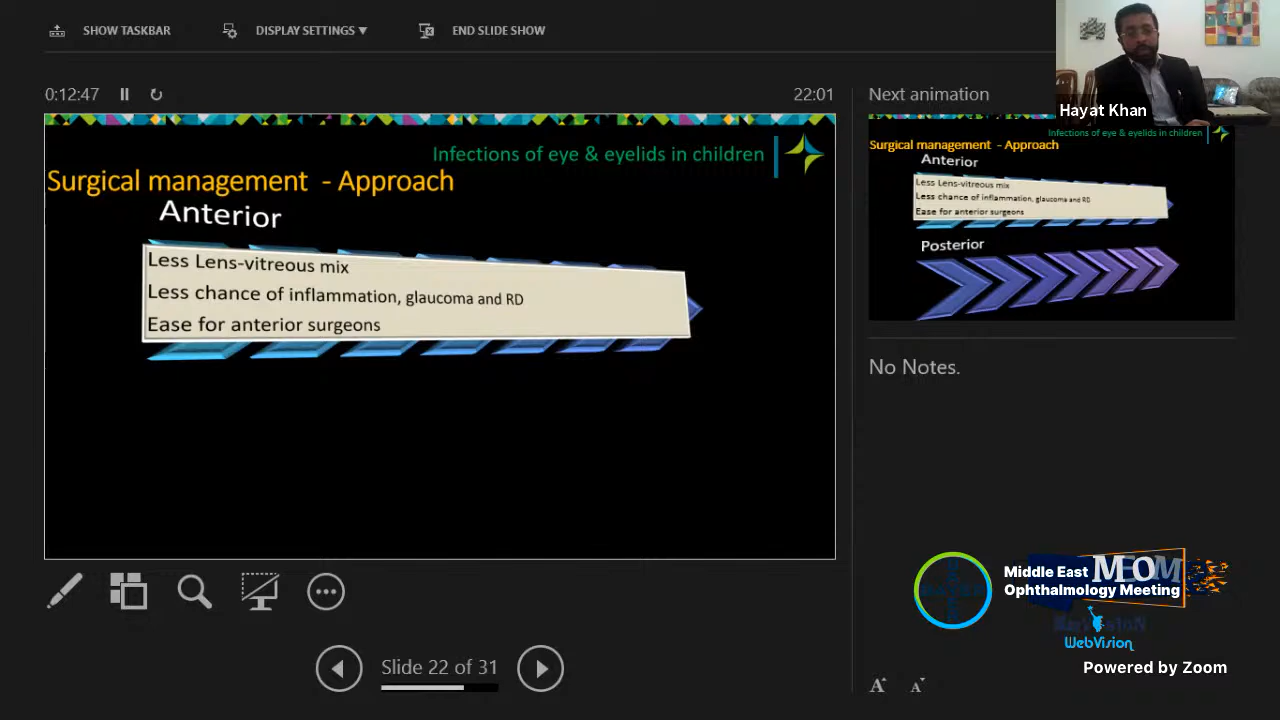 SHOW TASKBAR
DISPLAY SETTINGS ▼
END SLIDE SHOW
Hayat Khan
0:12:47
22:01
Next animation
Infections of eye & eyelids in children
Surgical management - Approach
Anterior
Less Lens-vitreous mix
Less chance of inflammation, glaucoma and RD
Ease for anterior surgeons
Infections of eye & eyelids in children
Surgical management - Approach
Anterior
Less Lens-vitreous mix
Less chance of inflammation, glaucoma and RD
Ease for anterior surgeons
Posterior
No Notes.
Slide 22 of 31
Middle East
Ophthalmology Meeting
WebVision
Powered by Zoom
A A